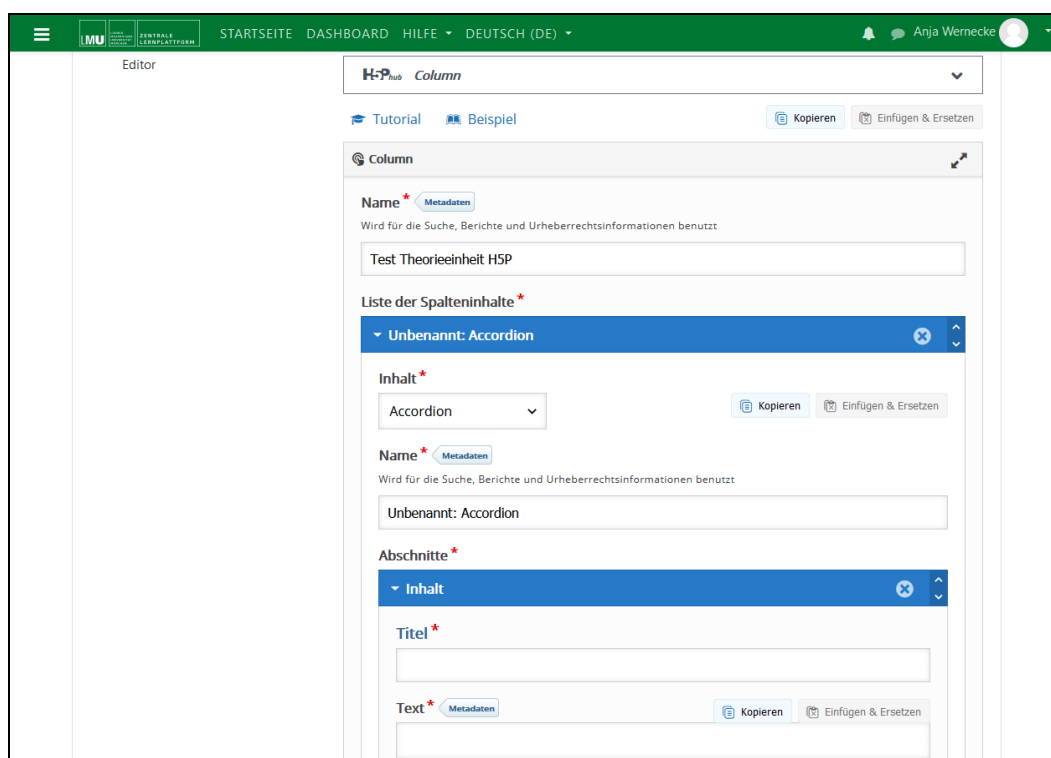 LMU
ZENTRALE
LERNPLATTFORM
STARTSEITE DASHBOARD HILFE DEUTSCH (DE) Anja Wernecke
Editor
H5Phub Column
Tutorial Beispiel Kopieren Einfügen & Ersetzen
Column
Name* Metadaten
Wird für die Suche, Berichte und Urheberrechtsinformationen benutzt
Test Theorieeinheit H5P
Liste der Spalteninhalte*
Unbenannt: Accordion
Inhalt*
Accordion Kopieren Einfügen & Ersetzen
Name* Metadaten
Wird für die Suche, Berichte und Urheberrechtsinformationen benutzt
Unbenannt: Accordion
Abschnitte*
Inhalt
Titel*
Text* Metadaten Kopieren Einfügen & Ersetzen